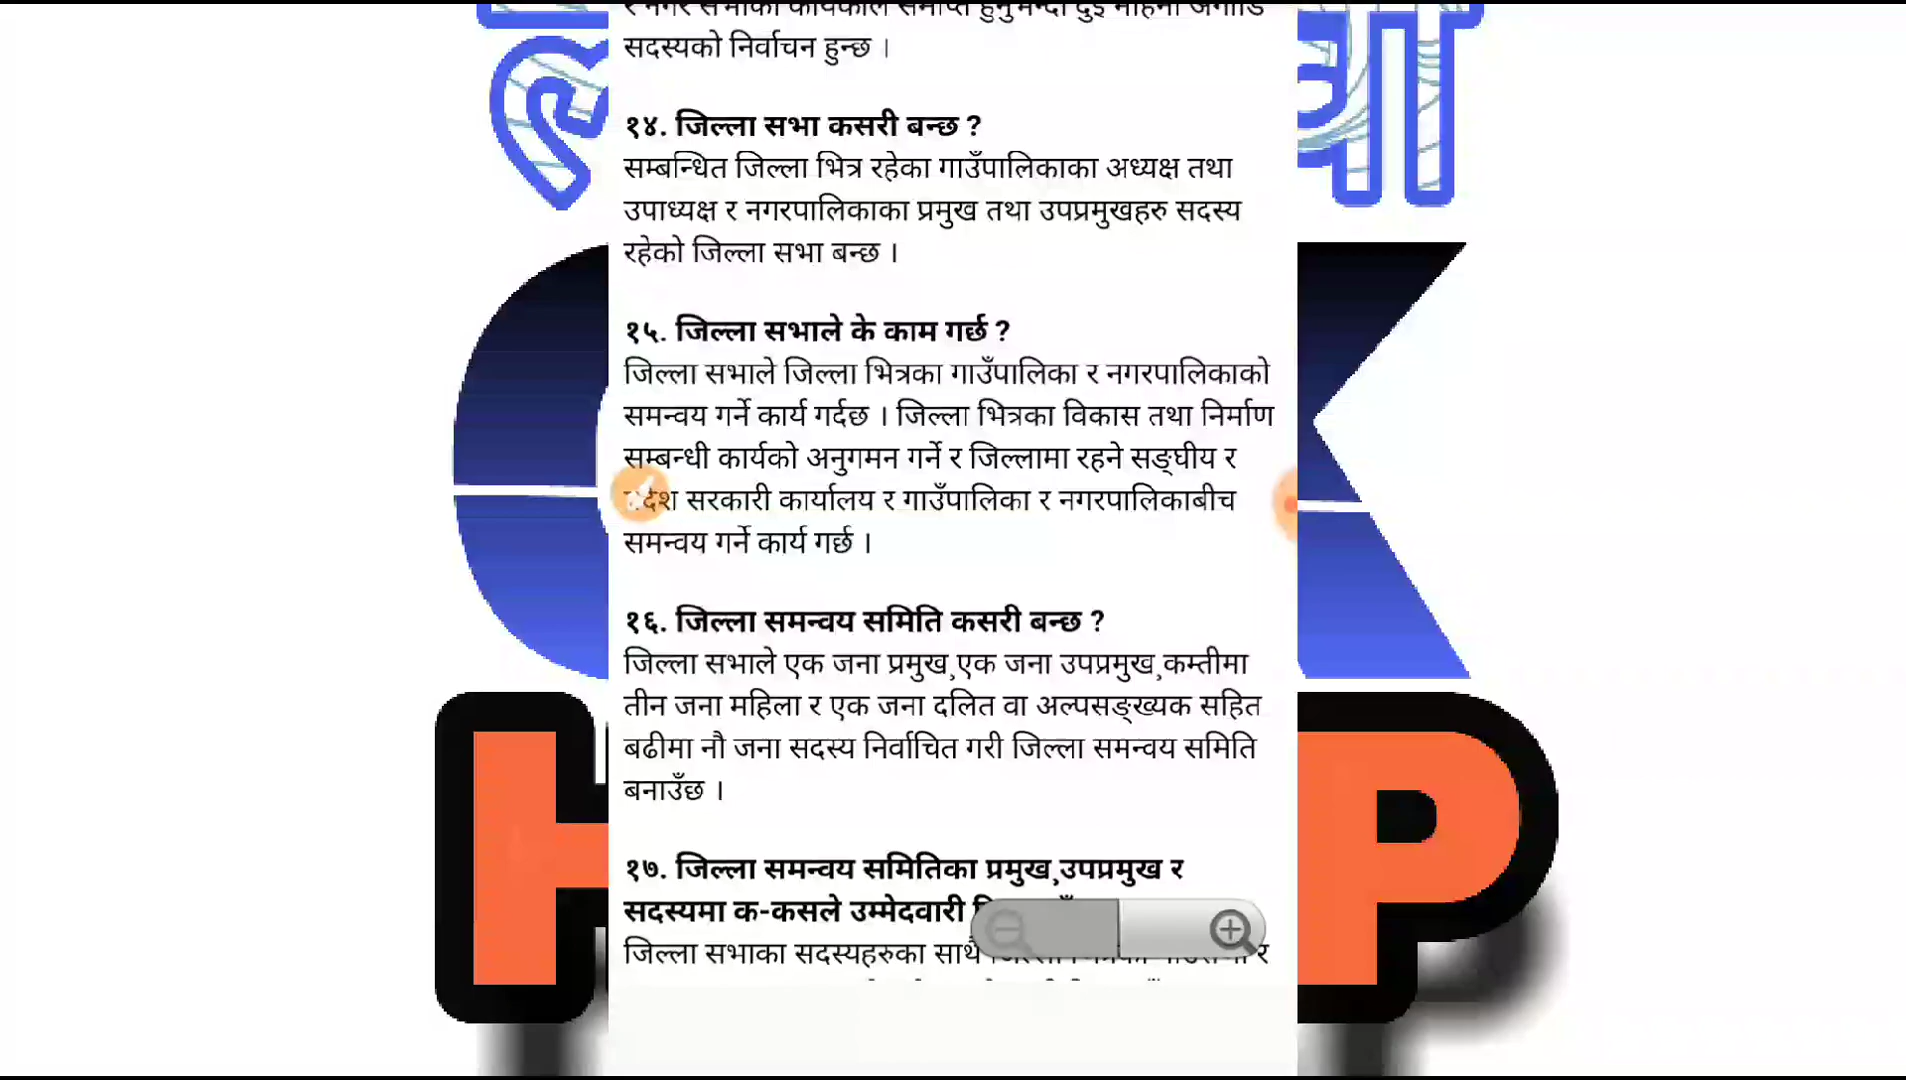 सदस्यको निर्वाचन हुन्छ ।
१४. जिल्ला सभा कसरी बन्छ ?
सम्बन्धित जिल्ला भित्र रहेका गाउँपालिकाका अध्यक्ष तथा
उपाध्यक्ष र नगरपालिकाका प्रमुख तथा उपप्रमुखहरु सदस्य
रहेको जिल्ला सभा बन्छ ।
१५. जिल्ला सभाले के काम गर्छ ?
जिल्ला सभाले जिल्ला भित्रका गाउँपालिका र नगरपालिकाको
समन्वय गर्ने कार्य गर्दछ । जिल्ला भित्रका विकास तथा निर्माण
सम्बन्धी कार्यको अनुगमन गर्ने र जिल्लामा रहने सङ्घीय र
सरकारी कार्यालय र गाउँपालिका र नगरपालिकाबीच
समन्वय गर्ने कार्य गर्छ ।
१६. जिल्ला समन्वय समिति कसरी बन्छ ?
जिल्ला सभाले एक जना प्रमुख,एक जना उपप्रमुख,कम्तीमा
तीन जना महिला र एक जना दलित वा अल्पसङ्ख्यक सहित
बढीमा नौ जना सदस्य निर्वाचित गरी जिल्ला समन्वय समिति
बनाउँछ ।
१७. जिल्ला समन्वय समितिका प्रमुख,उपप्रमुख र
सदस्यमा क-कसले उम्मेदवारी
जिल्ला सभाका सदस्यहरुका साथै र